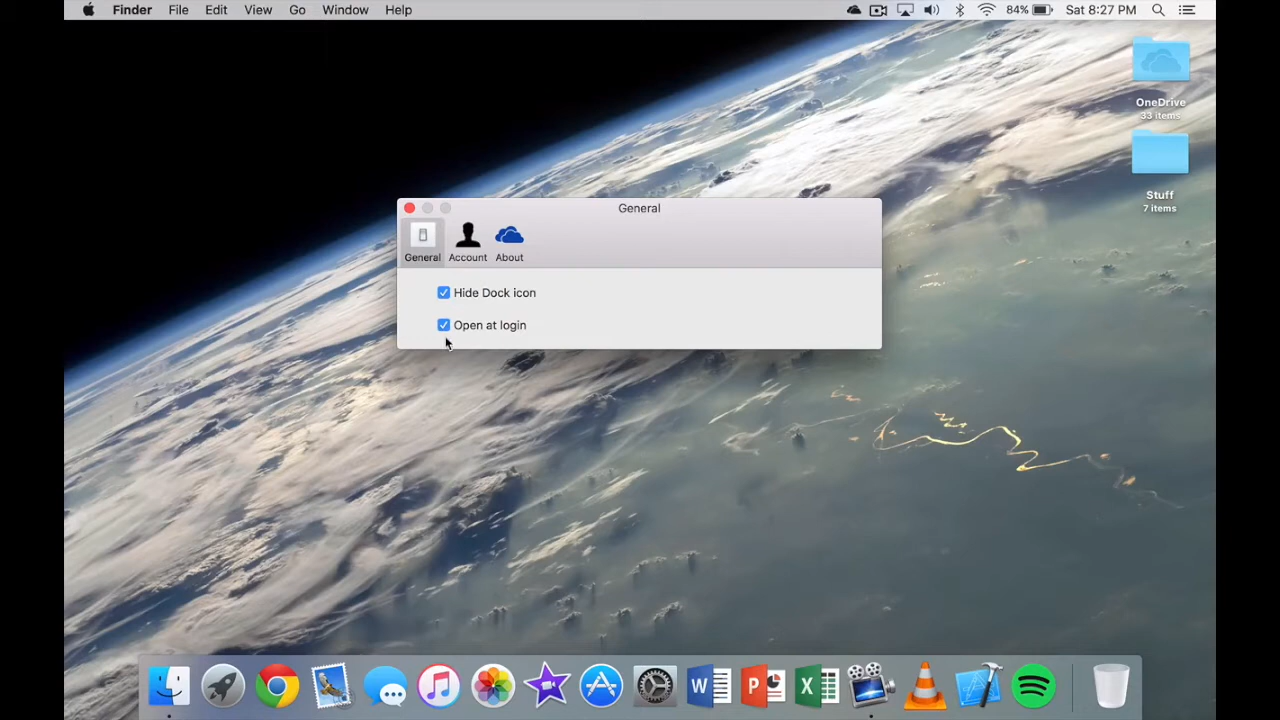 Finder File Edit View Go Window Help 84% Sat 8:27 PM
OneDrive
33 items
Stuff
7 items
General
General Account About
Hide Dock icon
Open at login
W P X